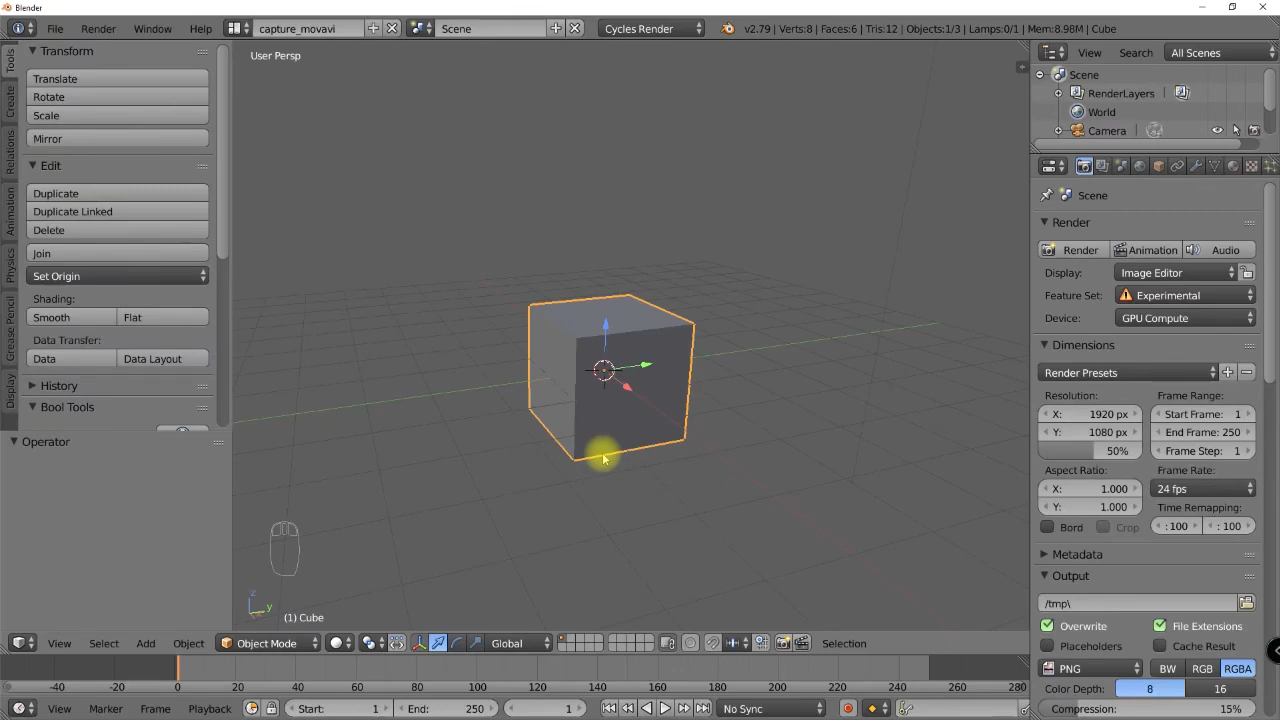 Blender
File Render Window Help capture_movavi Scene Cycles Render v2.79 | Verts:8 | Faces:6 | Tris:12 | Objects:1/3 | Lamps:0/1 | Mem:8.98M | Cube
Tools
Create
Relations
Animation
Physics
Grease Pencil
Display
Transform
Translate
Rotate
Scale
Mirror
Edit
Duplicate
Duplicate Linked
Delete
Join
Set Origin
Shading:
Smooth Flat
Data Transfer:
Data Data Layout
History
Bool Tools
Operator
User Persp
z
y
(1) Cube
View Select Add Object Object Mode Global Selection
-40 -20 0 20 40 60 80 100 120 140 160 180 200 220 240 260 280
View Marker Frame Playback Start: 1 End: 250 1 No Sync
View Search All Scenes
Scene
RenderLayers
World
Camera
Scene
Render
Render Animation Audio
Display: Image Editor
Feature Set: Experimental
Device: GPU Compute
Dimensions
Render Presets
Resolution: Frame Range:
X: 1920 px Start Frame: 1
Y: 1080 px End Frame: 250
50% Frame Step: 1
Aspect Ratio: Frame Rate:
X: 1.000 24 fps
Y: 1.000 Time Remapping:
Bord Crop : 100 : 100
Metadata
Output
/tmp\
Overwrite File Extensions
Placeholders Cache Result
PNG BW RGB RGBA
Color Depth: 8 16
Compression: 15%